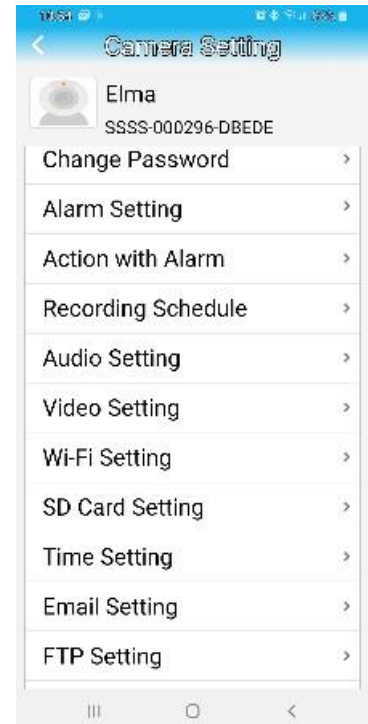 Camera Setting
Elma
SSSS-000296-DBEDE
Change Password
Alarm Setting
Action with Alarm
Recording Schedule
Audio Setting
Video Setting
Wi-Fi Setting
SD Card Setting
Time Setting
Email Setting
FTP Setting